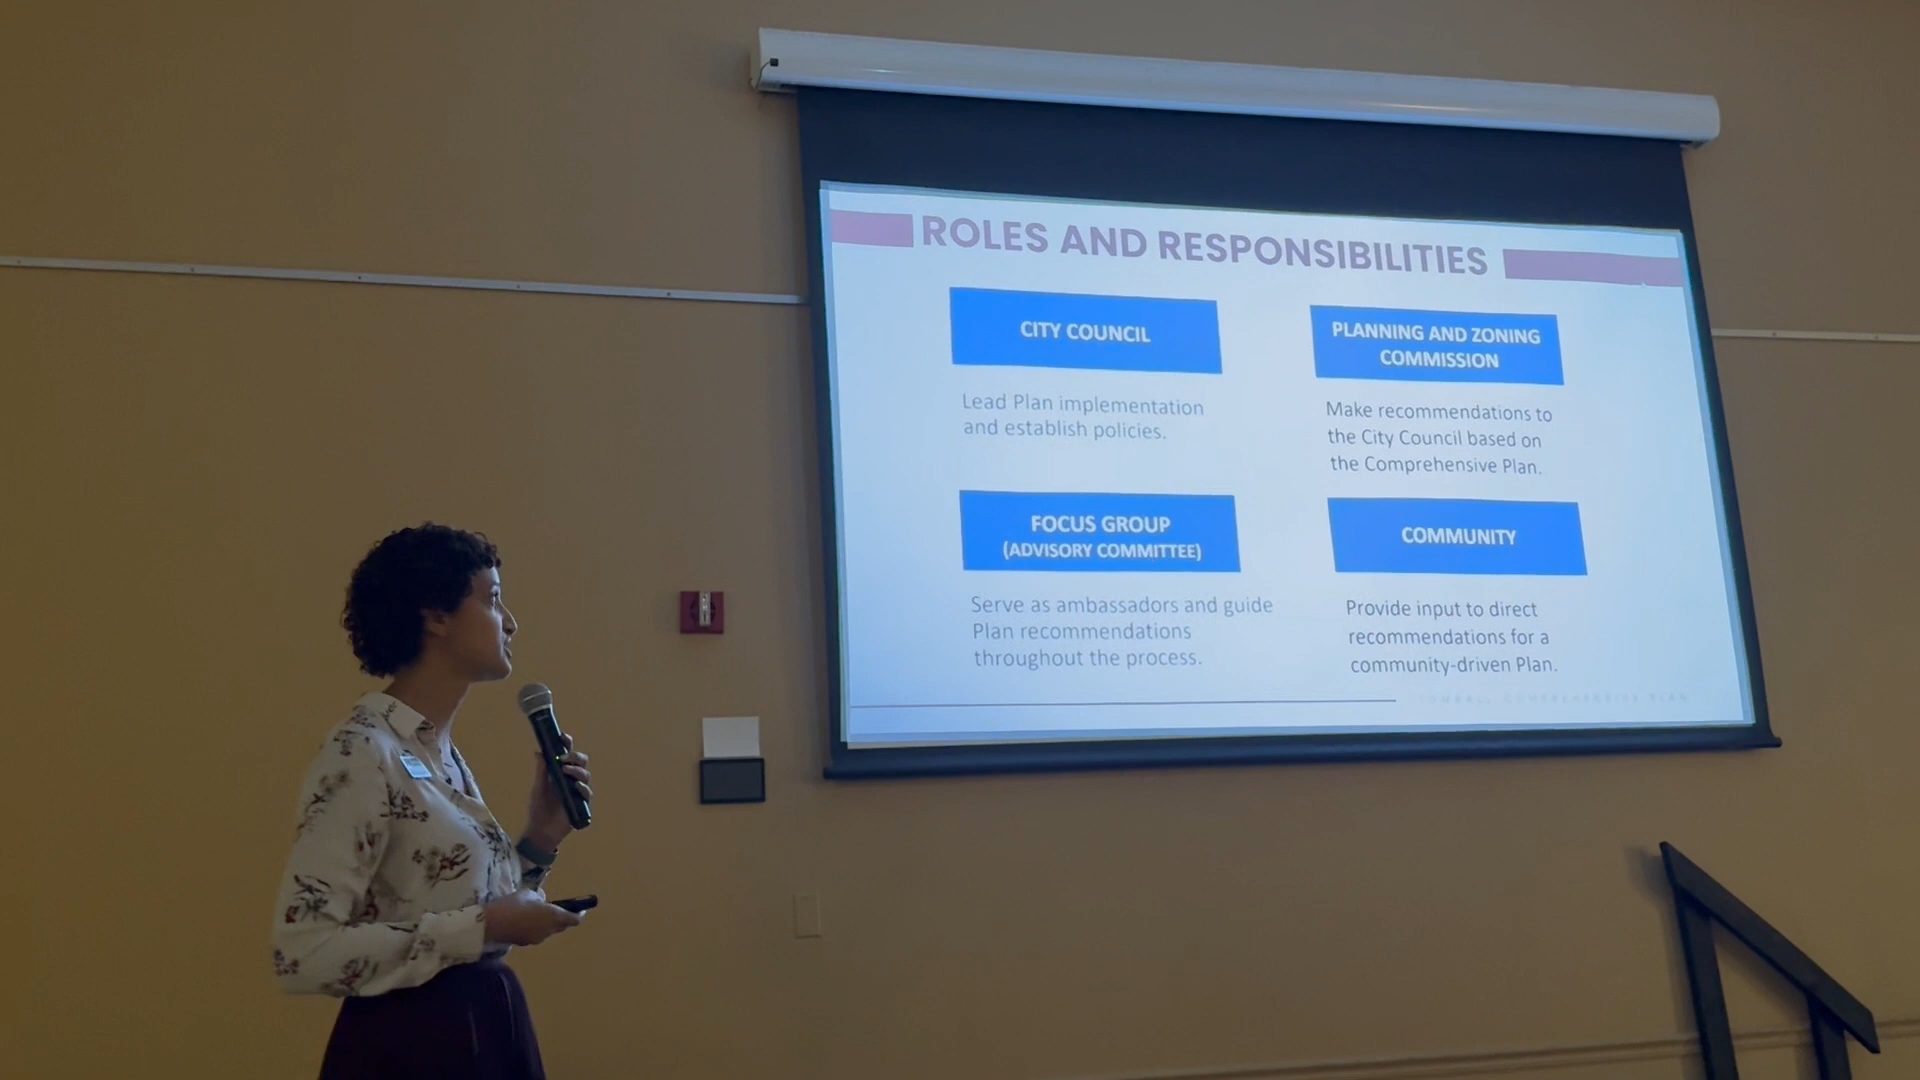 ROLES AND RESPONSIBILITIES
CITY COUNCIL
Lead Plan implementation
and establish policies.
PLANNING AND ZONING
COMMISSION
Make recommendations to
the City Council based on
the Comprehensive Plan.
FOCUS GROUP
(ADVISORY COMMITTEE)
Serve as ambassadors and guide
Plan recommendations
throughout the process.
COMMUNITY
Provide input to direct
recommendations for a
community-driven Plan.
COMPREHENSIVE PLAN